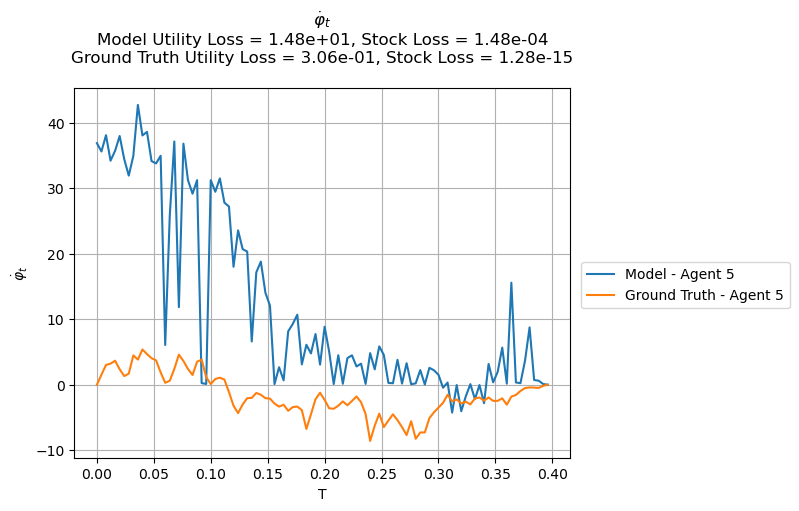 φ̇ₜ
Model Utility Loss = 1.48e+01, Stock Loss = 1.48e-04
Ground Truth Utility Loss = 3.06e-01, Stock Loss = 1.28e-15
φ̇ₜ
40
30
20
10
0
−10
0.00 0.05 0.10 0.15 0.20 0.25 0.30 0.35 0.40
T
Model - Agent 5
Ground Truth - Agent 5